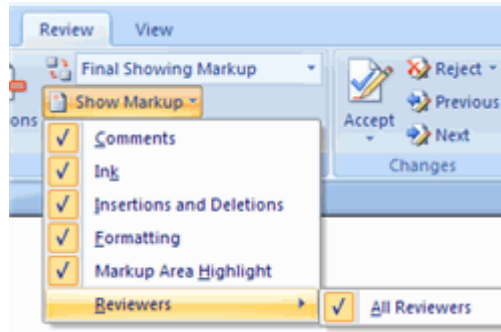 Review View
Final Showing Markup
Reject
Show Markup
Previous
ons
Accept
Next
Comments
Changes
Ink
Insertions and Deletions
Formatting
Markup Area Highlight
Reviewers
All Reviewers